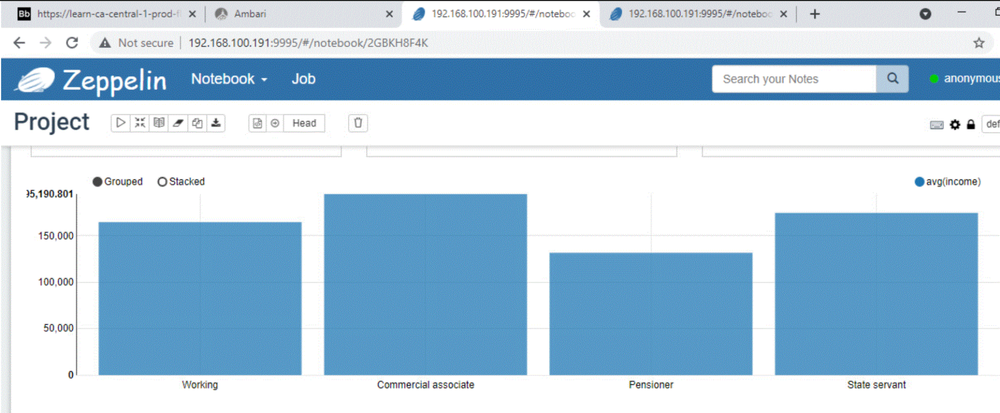 Bb https://learn-ca-central-1-prod-fl Ambari 192.168.100.191:9995/#/noteboo 192.168.100.191:9995/#/noteboo
Not secure 192.168.100.191:9995/#/notebook/2GBKH8F4K
Zeppelin Notebook Job Search your Notes anonymous
Project Head def
Grouped Stacked avg(income)
95,190.801
150,000
100,000
50,000
0
Working Commercial associate Pensioner State servant